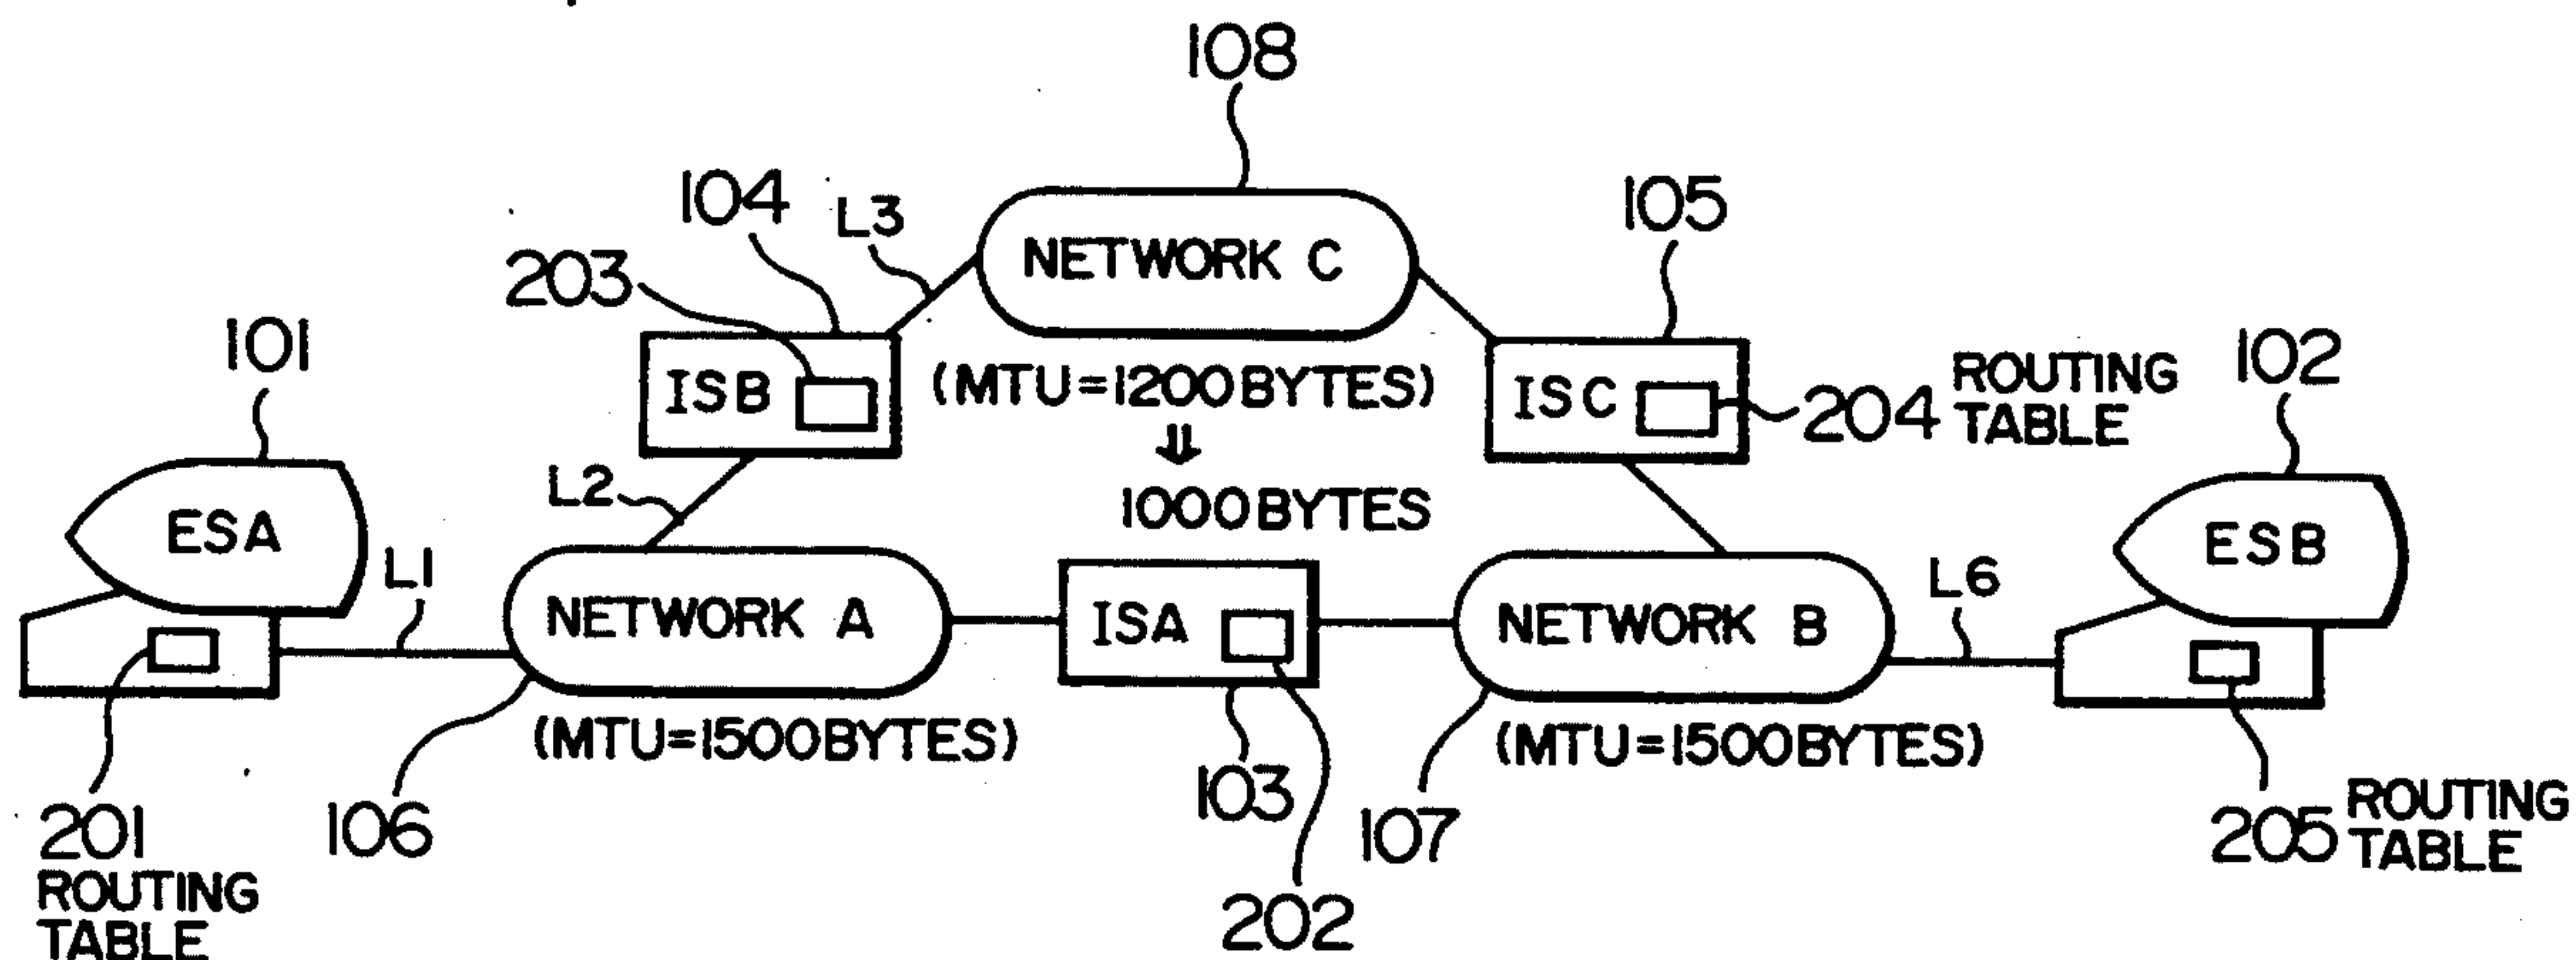 108
104
L3
105
NETWORK C
203
101
ISB
(MTU=1200BYTES)
ISC
204 ROUTING
TABLE
102
⇓
1000BYTES
L2
ESA
ESB
L1
NETWORK A
ISA
NETWORK B
L6
(MTU=1500BYTES)
(MTU=1500BYTES)
103
201
ROUTING
TABLE
106
107
202
205 ROUTING
TABLE